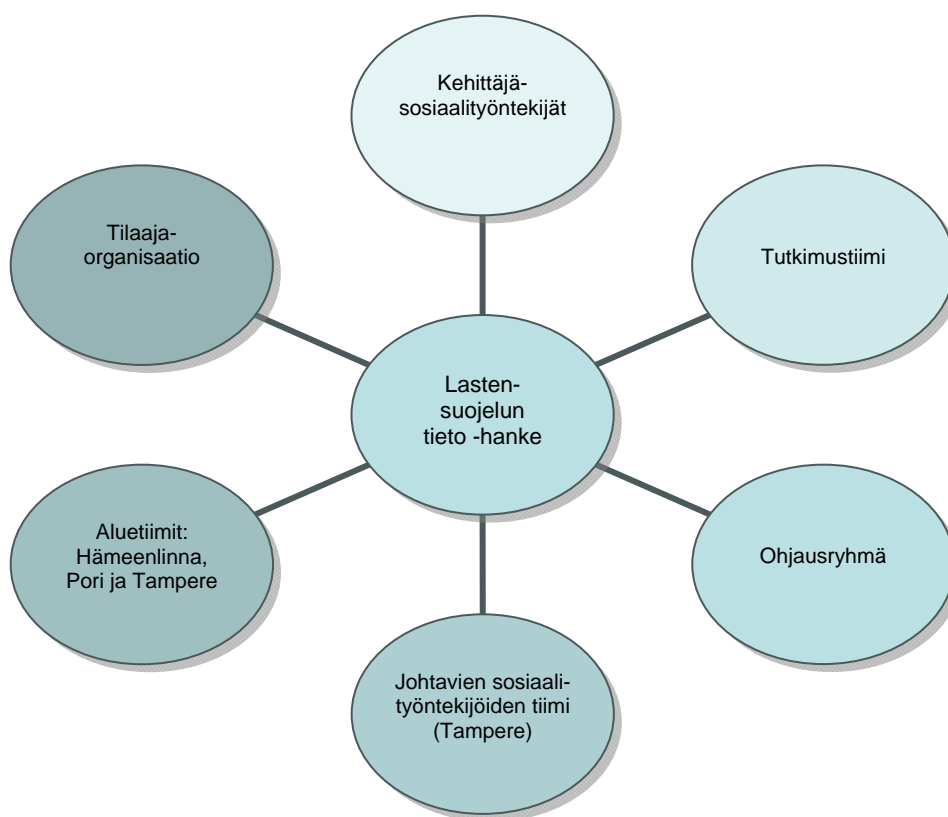 Kehittäjä-
sosiaalityöntekijät
Tilaaja-
organisaatio
Tutkimustiimi
Lasten-
suojelun
tieto -hanke
Aluetiimit:
Hämeenlinna,
Pori ja Tampere
Ohjausryhmä
Johtavien sosiaali-
työntekijöiden tiimi
(Tampere)